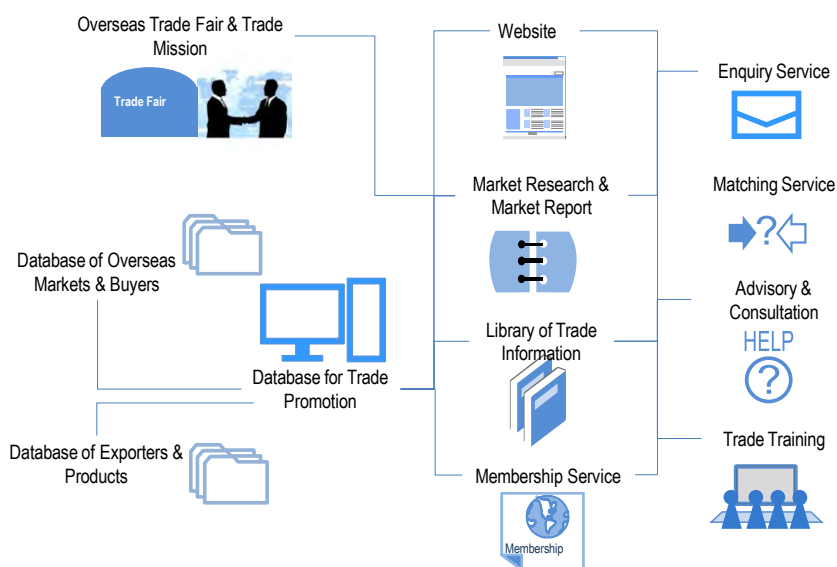 Overseas Trade Fair & Trade
Mission
Trade Fair
Database of Overseas
Markets & Buyers
Database for Trade
Promotion
Database of Exporters &
Products
Website
Market Research &
Market Report
Library of Trade
Information
Membership Service
Membership
Enquiry Service
Matching Service
?
Advisory &
Consultation
HELP
?
Trade Training